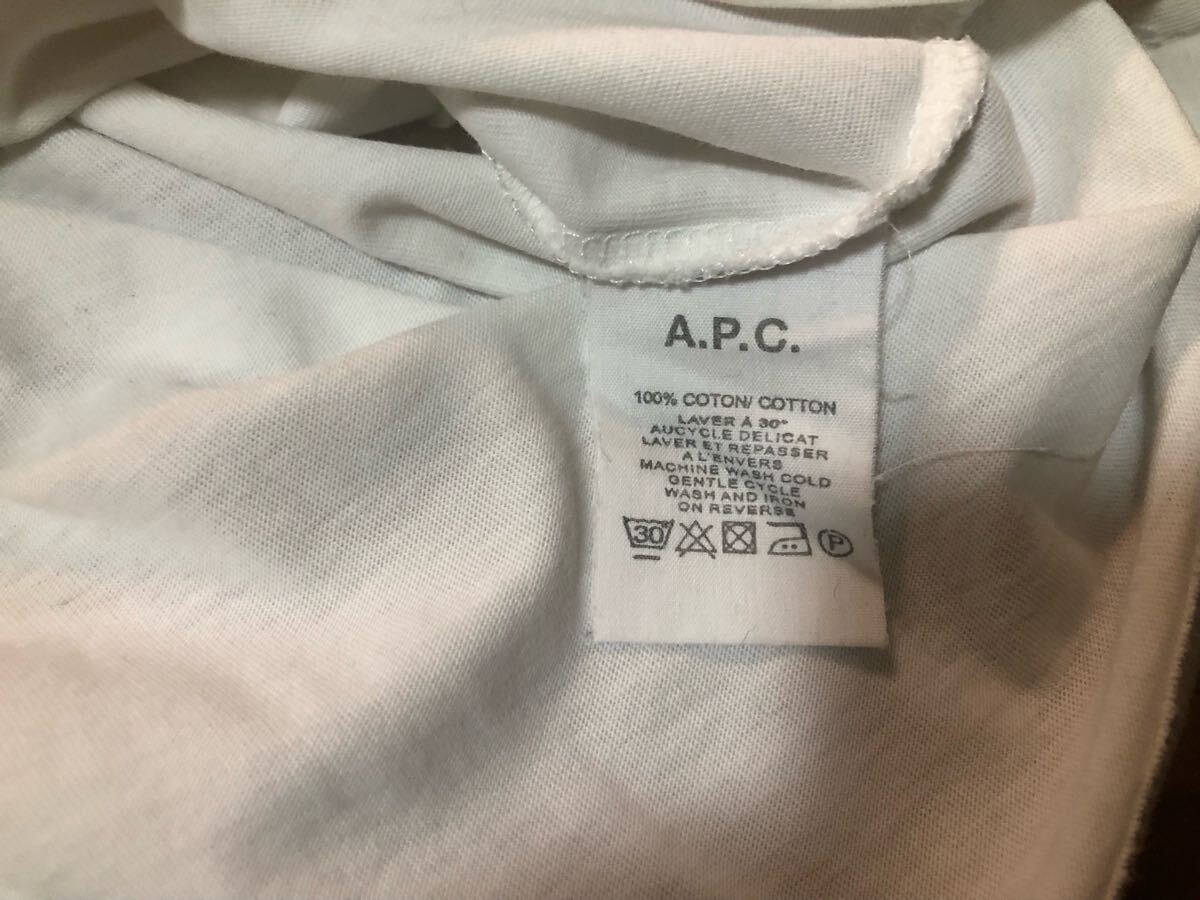 A.P.C.
100% COTON/ COTTON
LAVER A 30°
AUCYCLE DELICAT
LAVER ET REPASSER
A L'ENVERS
MACHINE WASH COLD
GENTLE CYCLE
WASH AND IRON
ON REVERSE
30 P